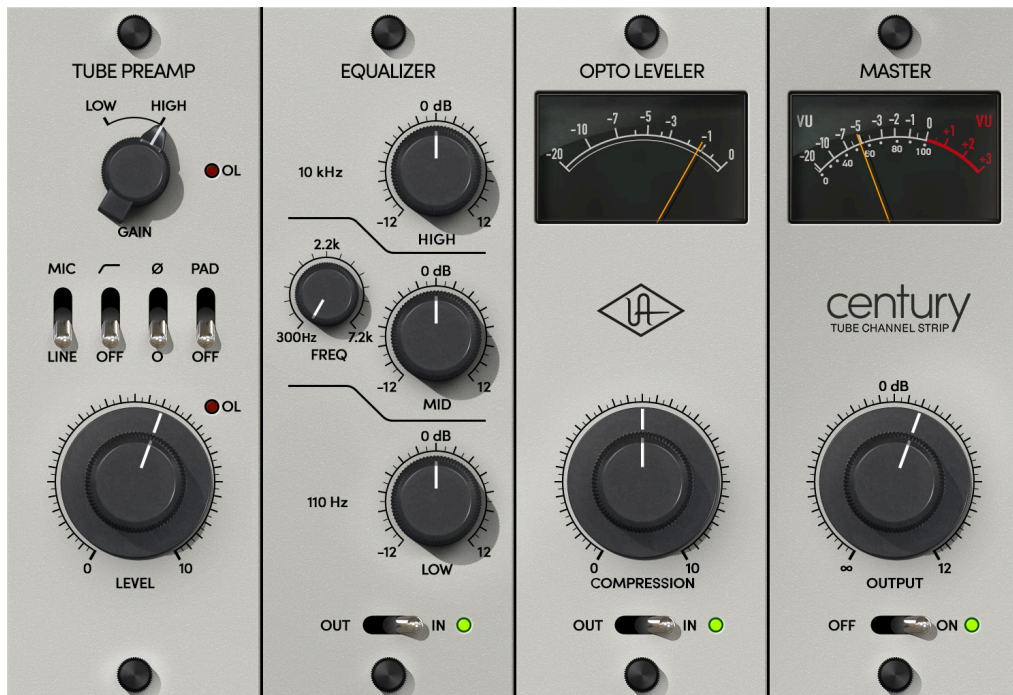 TUBE PREAMP
LOW HIGH
OL
GAIN
MIC Ø PAD
LINE OFF O OFF
OL
0 10
LEVEL
EQUALIZER
0 dB
10 kHz
-12 12
HIGH
2.2k
300Hz 7.2k
FREQ
0 dB
-12 12
MID
0 dB
110 Hz
-12 12
LOW
OUT IN
OPTO LEVELER
-20 -10 -7 -5 -3 -1 0
UA
0 10
COMPRESSION
OUT IN
MASTER
VU VU
-20 -10 -7 -5 -3 -2 -1 0 +1 +2 +3
0 40 60 80 100
century
TUBE CHANNEL STRIP
0 dB
∞ 12
OUTPUT
OFF ON